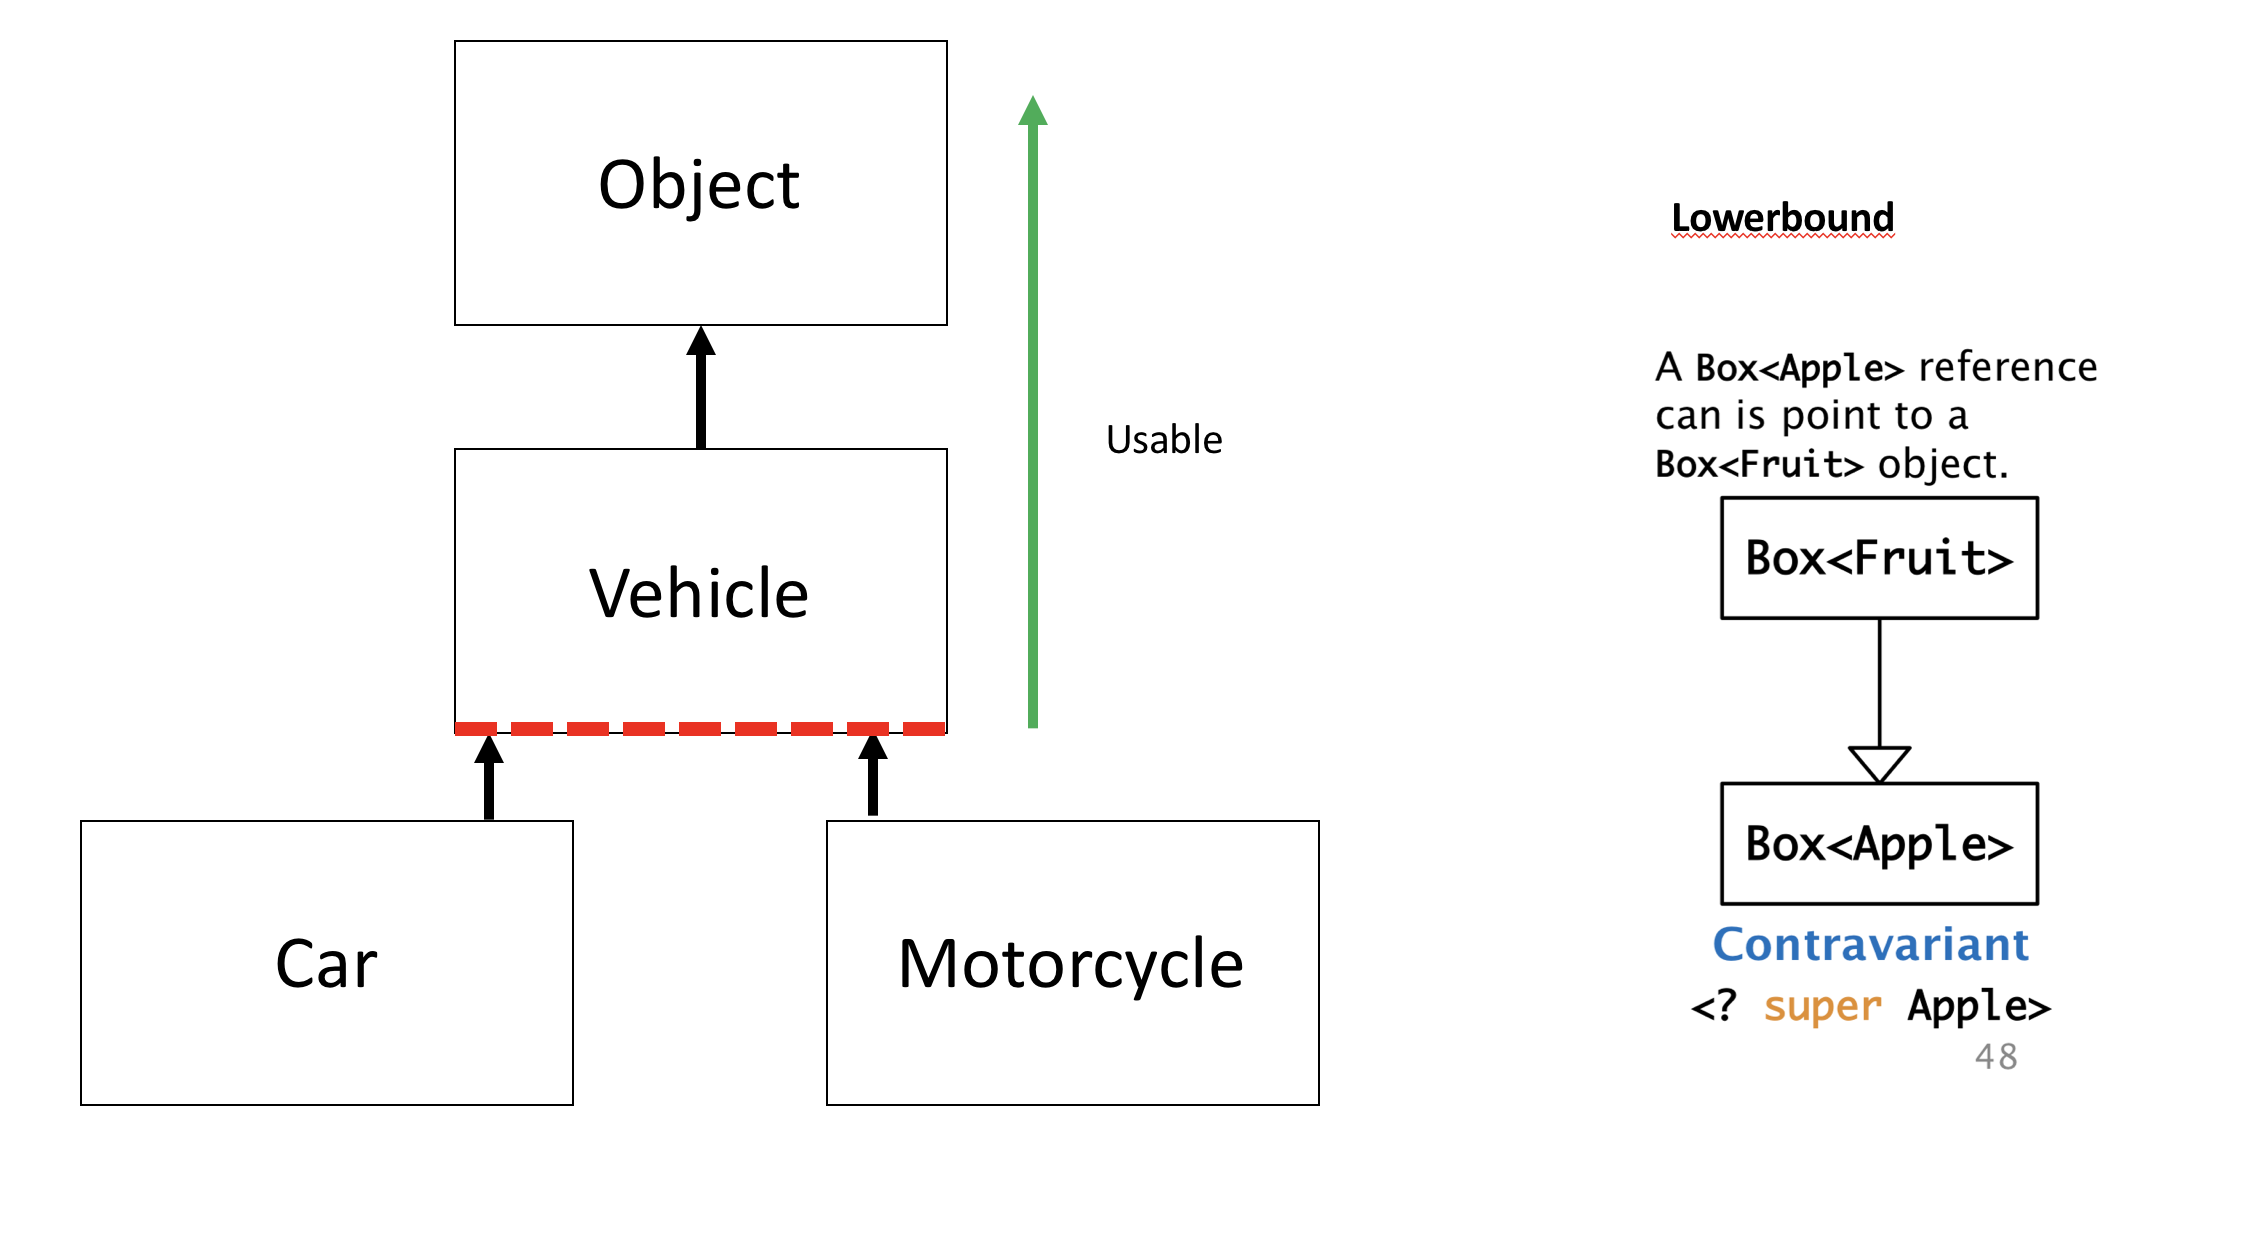 Object
Usable
Vehicle
Car
Motorcycle
Lowerbound
A Box<Apple> reference
can is point to a
Box<Fruit> object.
Box<Fruit>
Box<Apple>
Contravariant
<? super Apple>
48